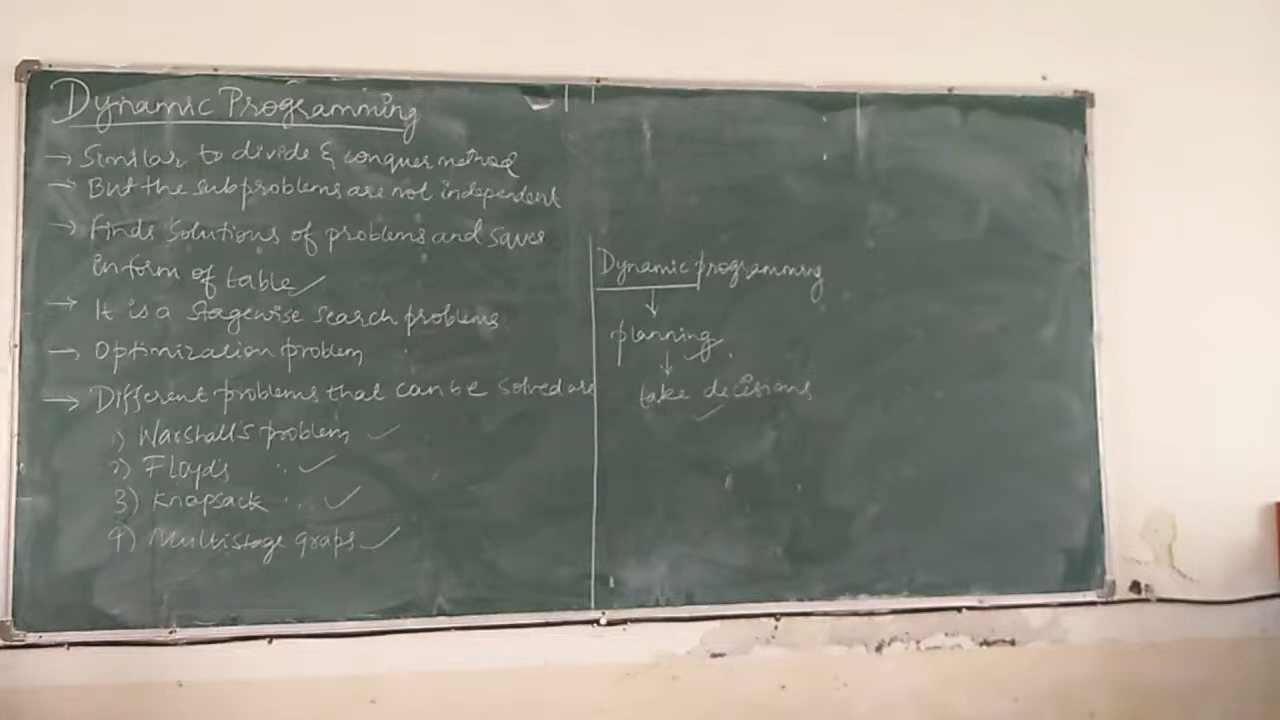 Dynamic Programming
→ Similar to divide & conquer method
→ But the subproblems are not independent
→ Finds solutions of problems and saves
in form of table ✓
→ It is a stagewise search problems
→ Optimization problem
→ Different problems that can be solved are
1) Warshall's problem ✓
2) Floyd's " ✓
3) Knapsack " ✓
4) Multistage graps ✓
Dynamic programming
↓
planning ✓
↓
take decisions ✓